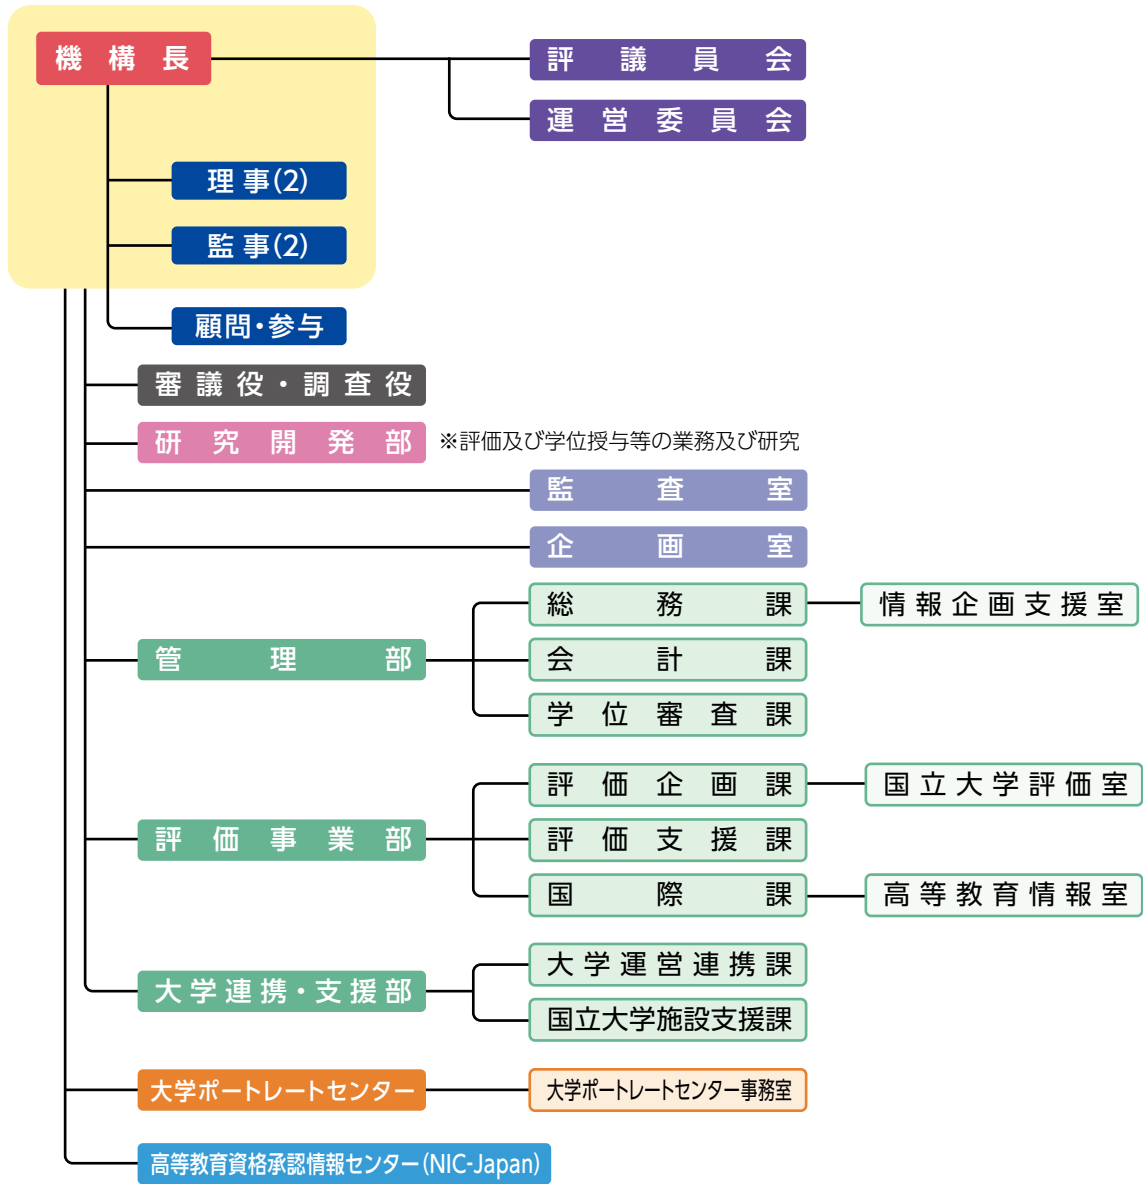 機構長
評議員会
運営委員会
理事(2)
監事(2)
顧問・参与
審議役・調査役
研究開発部 ※評価及び学位授与等の業務及び研究
監査室
企画室
総務課 情報企画支援室
管理部 会計課
学位審査課
評価企画課 国立大学評価室
評価事業部 評価支援課
国際課 高等教育情報室
大学運営連携課
大学連携・支援部
国立大学施設支援課
大学ポートレートセンター 大学ポートレートセンター事務室
高等教育資格承認情報センター(NIC-Japan)